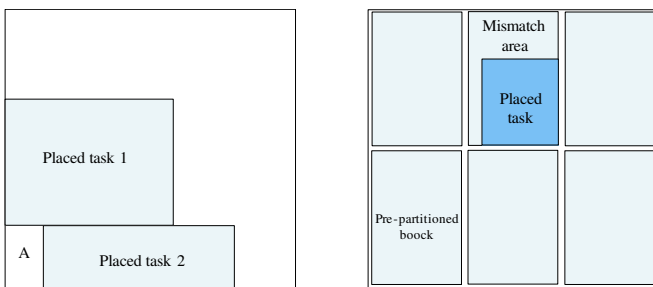 Placed task 1
A
Placed task 2
Mismatch
area
Placed
task
Pre-partitioned
boock